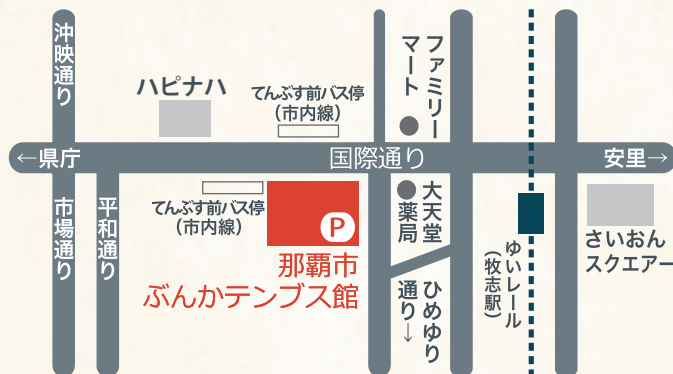 沖映通り
ハピナハ
てんぶす前バス停
(市内線)
ファミリー
マート
←県庁
国際通り
安里→
市場通り
平和通り
てんぶす前バス停
(市内線)
P
那覇市
ぶんかテンブス館
大天堂
薬局
ひめゆり
通り→
ゆいレール
(牧志駅)
さいおん
スクエアー